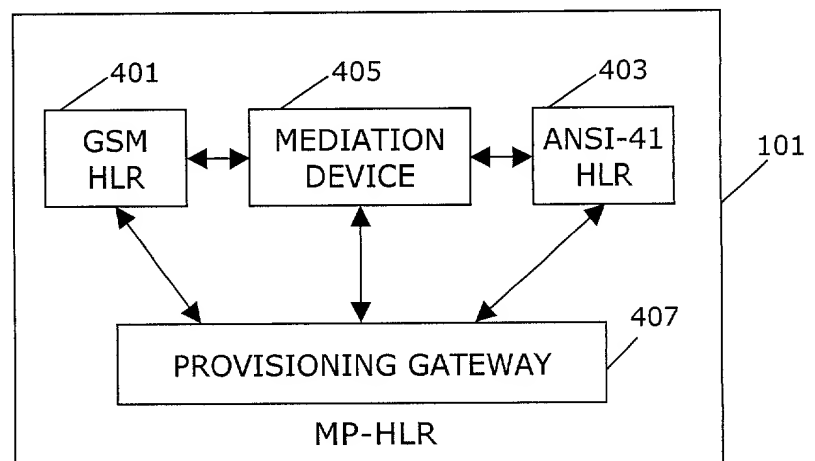 401
405
403
GSM
HLR
MEDIATION
DEVICE
ANSI-41
HLR
101
407
PROVISIONING GATEWAY
MP-HLR